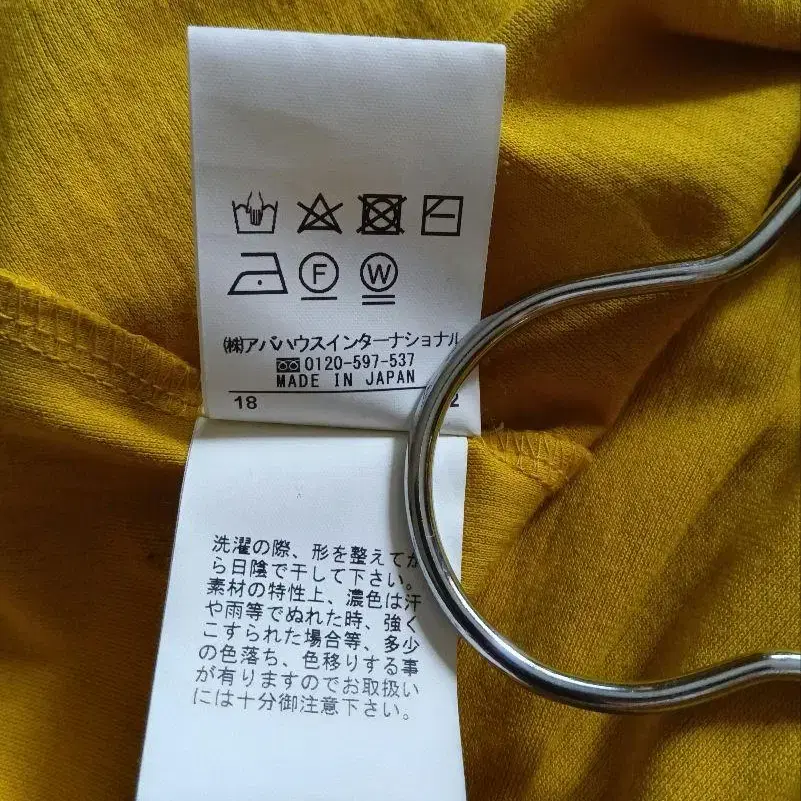 F W
(株)アバハウスインターナショナル
0120-597-537
MADE IN JAPAN
18 2
洗濯の際、形を整えてか
ら日陰で干して下さい。
素材の特性上、濃色は汗
や雨等でぬれた時、強く
こすられた場合等、多少
の色落ち、色移りする事
が有りますのでお取扱い
には十分御注意下さい。